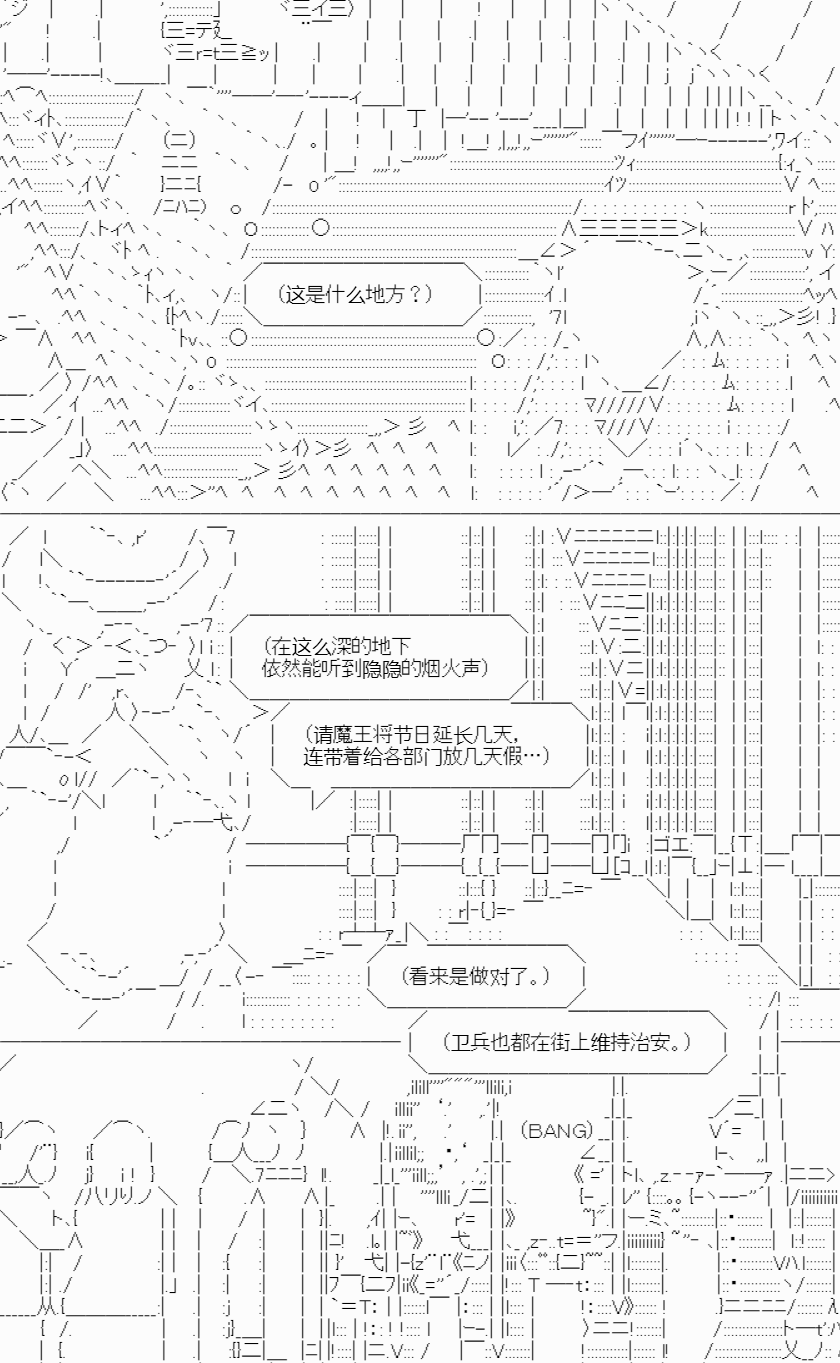 （这是什么地方？）
（在这么深的地下
依然能听到隐隐的烟火声）
（请魔王将节日延长几天，
连带着给各部门放几天假…）
（看来是做对了。）
（卫兵也都在街上维持治安。）
（BANG）